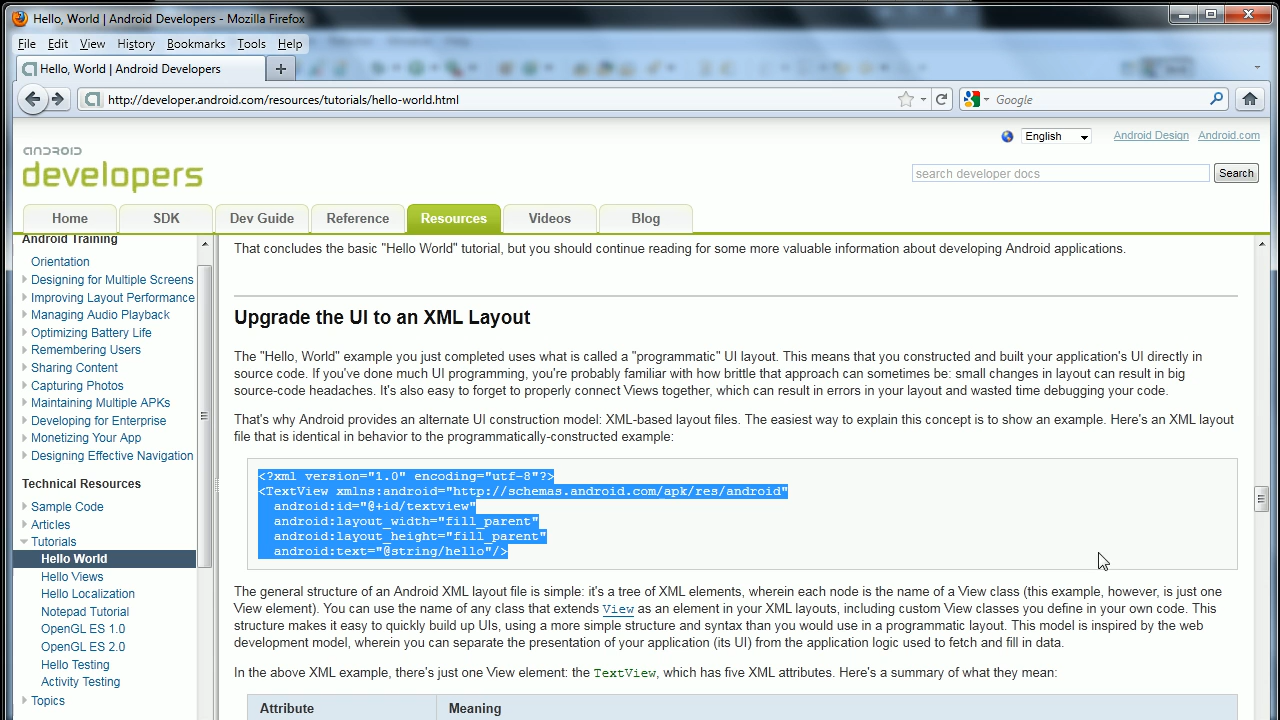 Hello, World | Android Developers - Mozilla Firefox
File Edit View History Bookmarks Tools Help
Hello, World | Android Developers
http://developer.android.com/resources/tutorials/hello-world.html
Google
English
Android Design
Android.com
android
developers
search developer docs
Search
Home
SDK
Dev Guide
Reference
Resources
Videos
Blog
Android Training
Orientation
Designing for Multiple Screens
Improving Layout Performance
Managing Audio Playback
Optimizing Battery Life
Remembering Users
Sharing Content
Capturing Photos
Maintaining Multiple APKs
Developing for Enterprise
Monetizing Your App
Designing Effective Navigation
Technical Resources
Sample Code
Articles
Tutorials
Hello World
Hello Views
Hello Localization
Notepad Tutorial
OpenGL ES 1.0
OpenGL ES 2.0
Hello Testing
Activity Testing
Topics
That concludes the basic "Hello World" tutorial, but you should continue reading for some more valuable information about developing Android applications.
Upgrade the UI to an XML Layout
The "Hello, World" example you just completed uses what is called a "programmatic" UI layout. This means that you constructed and built your application's UI directly in
source code. If you've done much UI programming, you're probably familiar with how brittle that approach can sometimes be: small changes in layout can result in big
source-code headaches. It's also easy to forget to properly connect Views together, which can result in errors in your layout and wasted time debugging your code.
That's why Android provides an alternate UI construction model: XML-based layout files. The easiest way to explain this concept is to show an example. Here's an XML layout
file that is identical in behavior to the programmatically-constructed example:
<?xml version="1.0" encoding="utf-8"?>
<TextView xmlns:android="http://schemas.android.com/apk/res/android"
android:id="@+id/textview"
android:layout_width="fill_parent"
android:layout_height="fill_parent"
android:text="@string/hello"/>
The general structure of an Android XML layout file is simple: it's a tree of XML elements, wherein each node is the name of a View class (this example, however, is just one
View element). You can use the name of any class that extends View as an element in your XML layouts, including custom View classes you define in your own code. This
structure makes it easy to quickly build up UIs, using a more simple structure and syntax than you would use in a programmatic layout. This model is inspired by the web
development model, wherein you can separate the presentation of your application (its UI) from the application logic used to fetch and fill in data.
In the above XML example, there's just one View element: the TextView, which has five XML attributes. Here's a summary of what they mean:
Attribute
Meaning